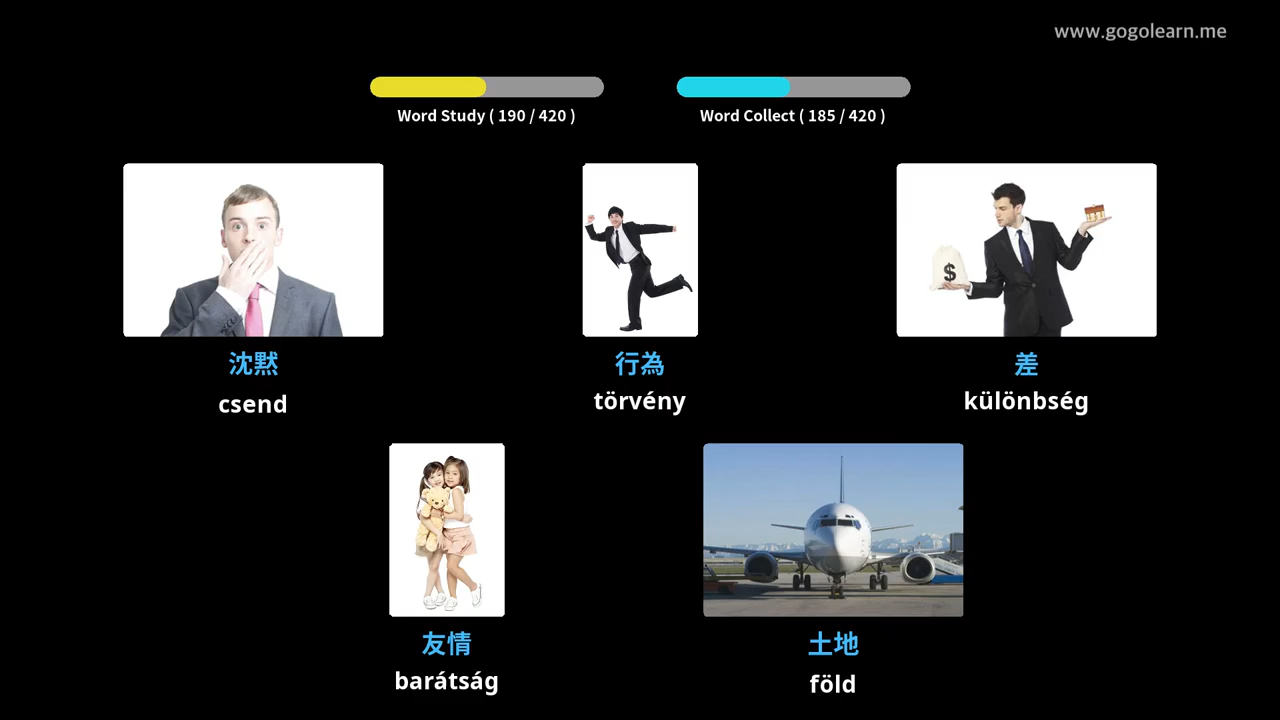 www.gogolearn.me
Word Study ( 190 / 420 )
Word Collect ( 185 / 420 )
沈黙
csend
行為
törvény
差
különbség
$
友情
barátság
土地
föld